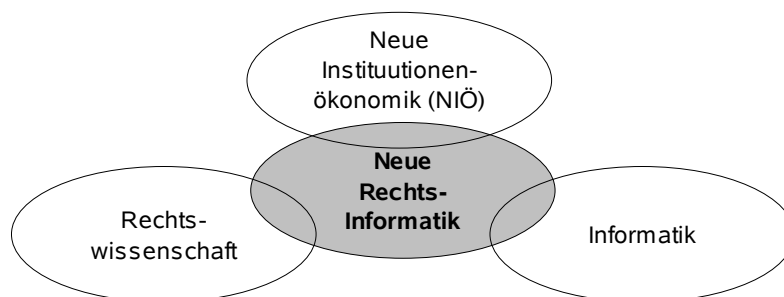 Neue
Instituutionen-
ökonomik (NIÖ)
Neue
Rechts-
Informatik
Rechts-
wissenschaft
Informatik